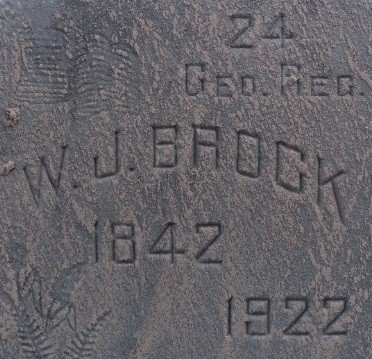 24
GEO. REG.
W. J. BROCK
1842
1922